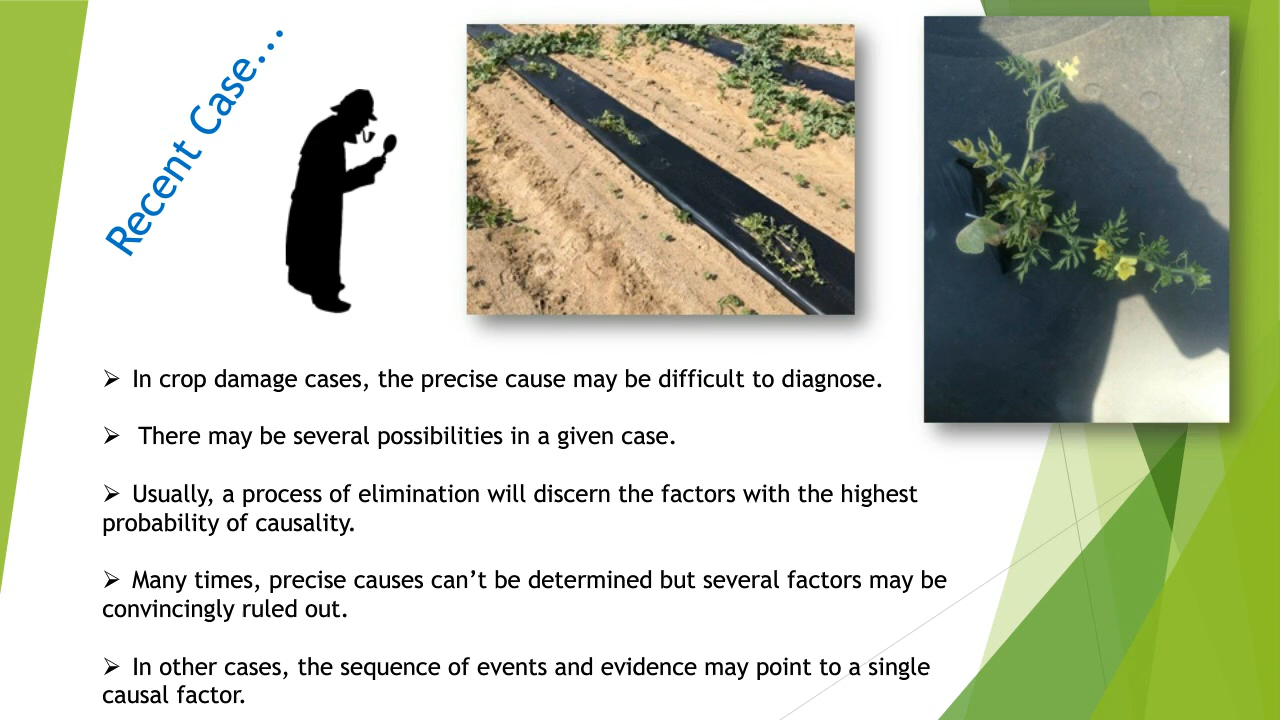 Recent Case...
➢ In crop damage cases, the precise cause may be difficult to diagnose.
➢ There may be several possibilities in a given case.
➢ Usually, a process of elimination will discern the factors with the highest
probability of causality.
➢ Many times, precise causes can’t be determined but several factors may be
convincingly ruled out.
➢ In other cases, the sequence of events and evidence may point to a single
causal factor.